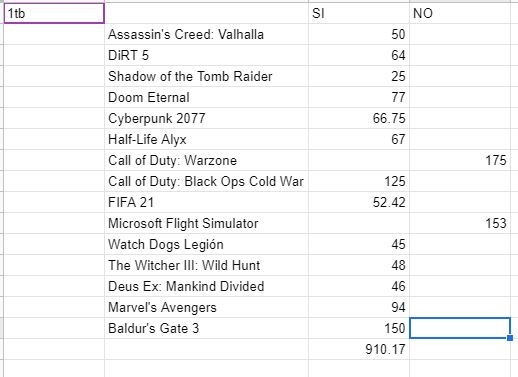 1tb SI NO
Assassin's Creed: Valhalla 50
DiRT 5 64
Shadow of the Tomb Raider 25
Doom Eternal 77
Cyberpunk 2077 66.75
Half-Life Alyx 67
Call of Duty: Warzone 175
Call of Duty: Black Ops Cold War 125
FIFA 21 52.42
Microsoft Flight Simulator 153
Watch Dogs Legión 45
The Witcher III: Wild Hunt 48
Deus Ex: Mankind Divided 46
Marvel's Avengers 94
Baldur's Gate 3 150
910.17